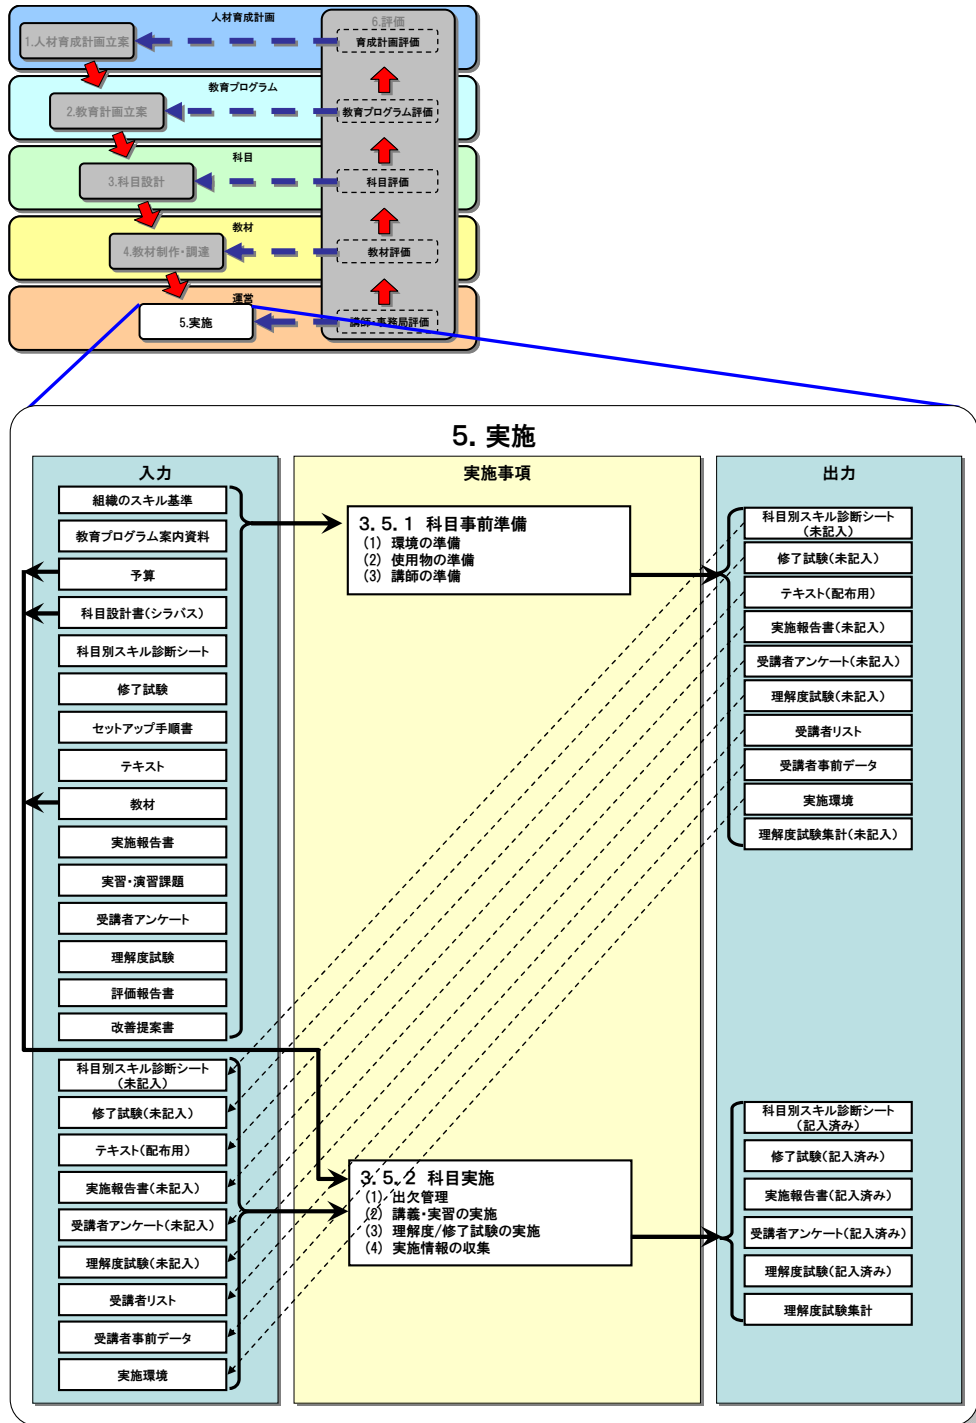 人材育成計画
6.評価
1.人材育成計画立案
育成計画評価
教育プログラム
2.教育計画立案
教育プログラム評価
科目
3.科目設計
科目評価
教材
4.教材制作・調達
教材評価
運営
5.実施
講師・事務局評価
5. 実施
入力
組織のスキル基準
教育プログラム案内資料
予算
科目設計書(シラバス)
科目別スキル診断シート
修了試験
セットアップ手順書
テキスト
教材
実施報告書
実習・演習課題
受講者アンケート
理解度試験
評価報告書
改善提案書
科目別スキル診断シート
(未記入)
修了試験(未記入)
テキスト(配布用)
実施報告書(未記入)
受講者アンケート(未記入)
理解度試験(未記入)
受講者リスト
受講者事前データ
実施環境
実施事項
3.5.1 科目事前準備
(1) 環境の準備
(2) 使用物の準備
(3) 講師の準備
3.5.2 科目実施
(1) 出欠管理
(2) 講義・実習の実施
(3) 理解度/修了試験の実施
(4) 実施情報の収集
出力
科目別スキル診断シート
(未記入)
修了試験(未記入)
テキスト(配布用)
実施報告書(未記入)
受講者アンケート(未記入)
理解度試験(未記入)
受講者リスト
受講者事前データ
実施環境
理解度試験集計(未記入)
科目別スキル診断シート
(記入済み)
修了試験(記入済み)
実施報告書(記入済み)
受講者アンケート(記入済み)
理解度試験(記入済み)
理解度試験集計